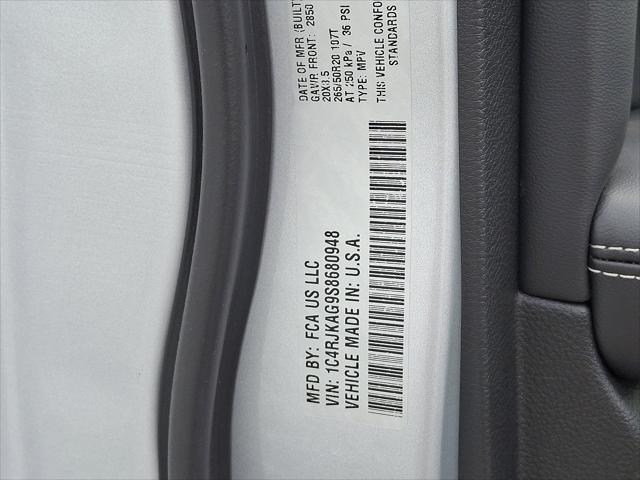 MFD BY: FCA US LLC
VIN: 1C4RJKAG9S8680948
VEHICLE MADE IN: U.S.A.
DATE OF MFR (BUILT
GAWR FRONT: 2850
20X8.5
265/50R20 107T
AT 250 kPa / 36 PSI
TYPE: MPV
THIS VEHICLE CONFO
STANDARDS